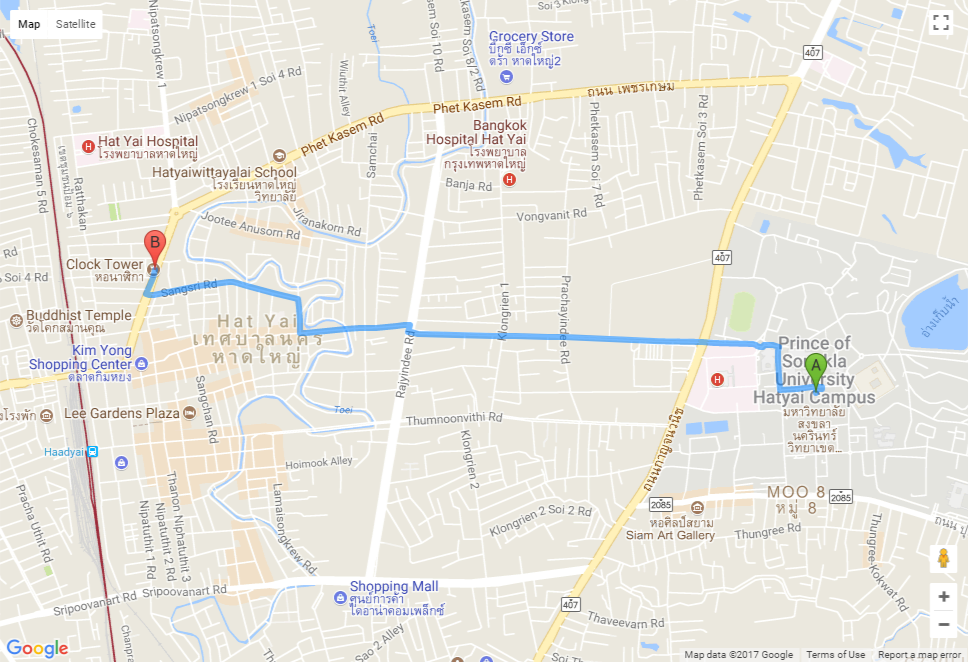 Map
Satellite
Nipatsongkrew 1
Soi 3 Klong
Toei
Soi 10 Rd
Soi 8/2 Rd
Grocery Store
บิ๊กซี เอ็กซ์
ตร้า หาดใหญ่2
407
Nipatsongkrew 1 Soi 4 Rd
Wiuthir Alley
Phet Kasem Rd
ถนน เพชรเกษม
Phet Kasem Rd
Chokesaman 5 Rd
Hat Yai Hospital
โรงพยาบาลหาดใหญ่
Samchai
Bangkok
Hospital Hat Yai
โรงพยาบาล
กรุงเทพหาดใหญ่
Phetkasem Soi 7 Rd
Phetkasem Soi 3 Rd
Hatyaiwittayalai School
โรงเรียนหาดใหญ่
วิทยาลัย
Ratthakan
Banja Rd
Vongvanit Rd
Jiranakorn Rd
Jootee Anusorn Rd
Rd
B
Clock Tower
หอนาฬิกา
407
Soi 4 Rd
Sangsri Rd
Klongrien 1
Prachayindee Rd
อ่างเก็บน้ำ
Buddhist Temple
วัดโคกสมานคุณ
Hat Yai
เทศบาลนคร
หาดใหญ่
Kim Yong
Shopping Center
ตลาดกิมหยง
Rajyindee Rd
Prince of
Songkla
University
Hatyai Campus
มหาวิทยาลัย
สงขลา
นครินทร์
วิทยาเขต...
A
Sangchan Rd
Lee Gardens Plaza
Toei
Thumnoonvithi Rd
ถนนกาญจนวนิช
Haadyai
Klongrien 2
Hoimook Alley
Pracha Uthit Rd
Thanon Niphatuthit 3
Nipatuthit 2 Rd
Nipatuthit 1 Rd
Lamaisongkrew Rd
Klongrien 2 Soi 2 Rd
2085
MOO 8
หมู่ 8
2085
หอศิลป์สยาม
Siam Art Gallery
Thungree Rd
Thungree-Kokwat Rd
Shopping Mall
ศูนย์การค้า
ไดอาน่าคอมเพล็กซ์
Sripoovanart Rd
Sripoovanart Rd
407
Thaveevarn Rd
Sao 2 Alley
Soi Tho
Google
Map data ©2017 Google
Terms of Use
Report a map error